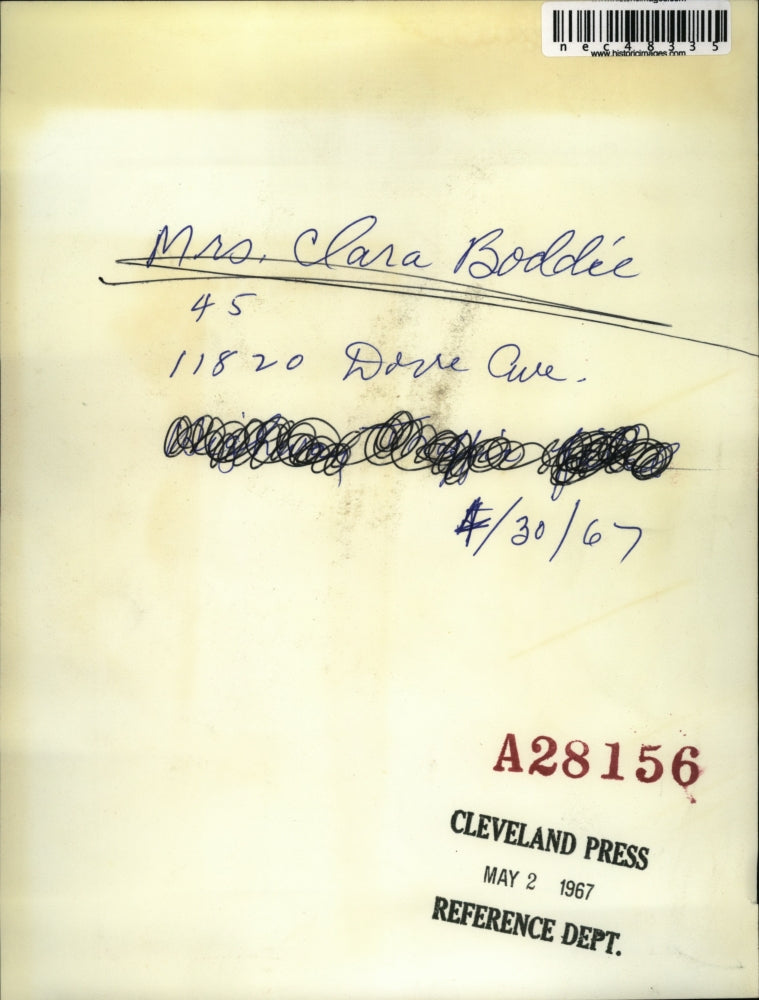 nec48335
www.historicimages.com
Mrs. Clara Boddie
45
11820 Dove Ave.
4/30/67
A28156
CLEVELAND PRESS
MAY 2 1967
REFERENCE DEPT.